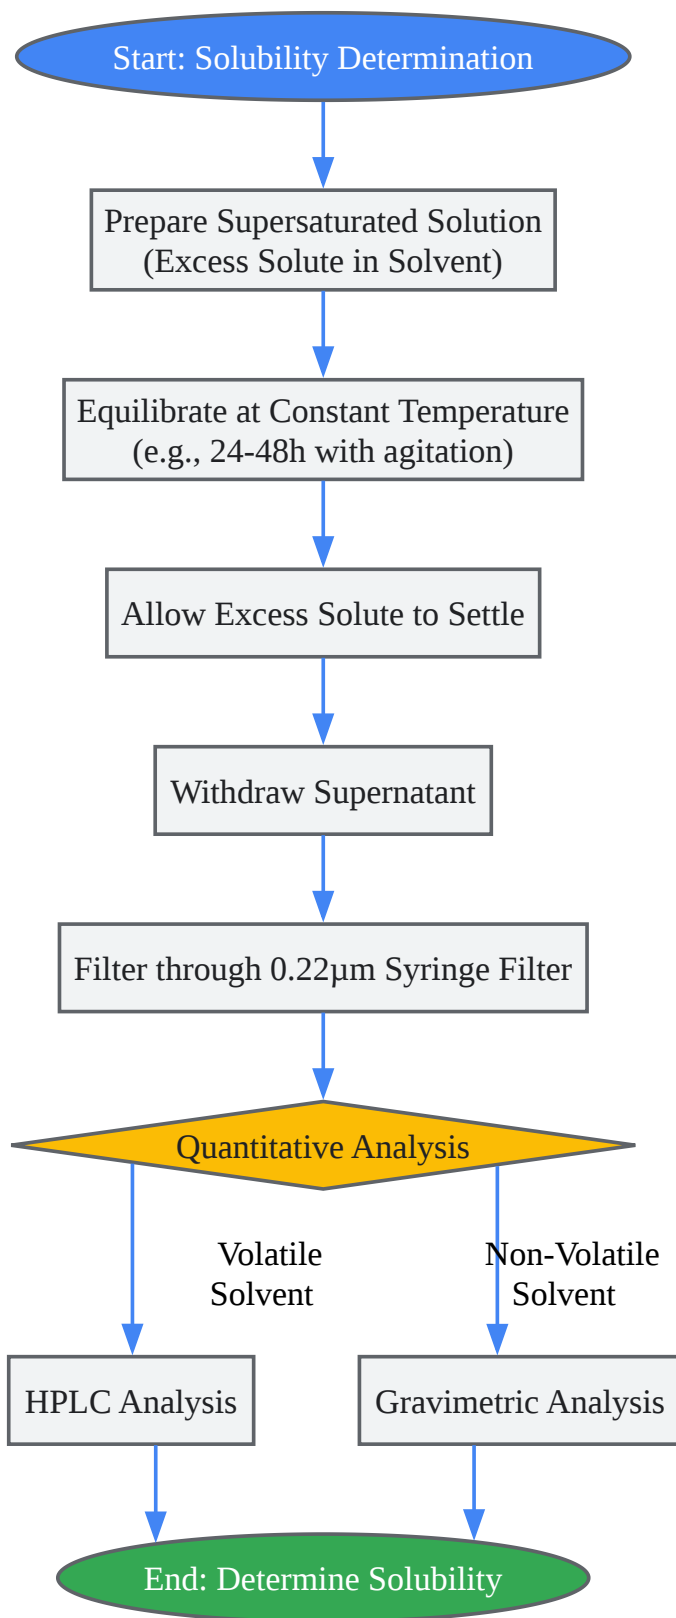 Start: Solubility Determination
Prepare Supersaturated Solution
(Excess Solute in Solvent)
Equilibrate at Constant Temperature
(e.g., 24-48h with agitation)
Allow Excess Solute to Settle
Withdraw Supernatant
Filter through 0.22µm Syringe Filter
Quantitative Analysis
Volatile
Solvent
Non-Volatile
Solvent
HPLC Analysis
Gravimetric Analysis
End: Determine Solubility